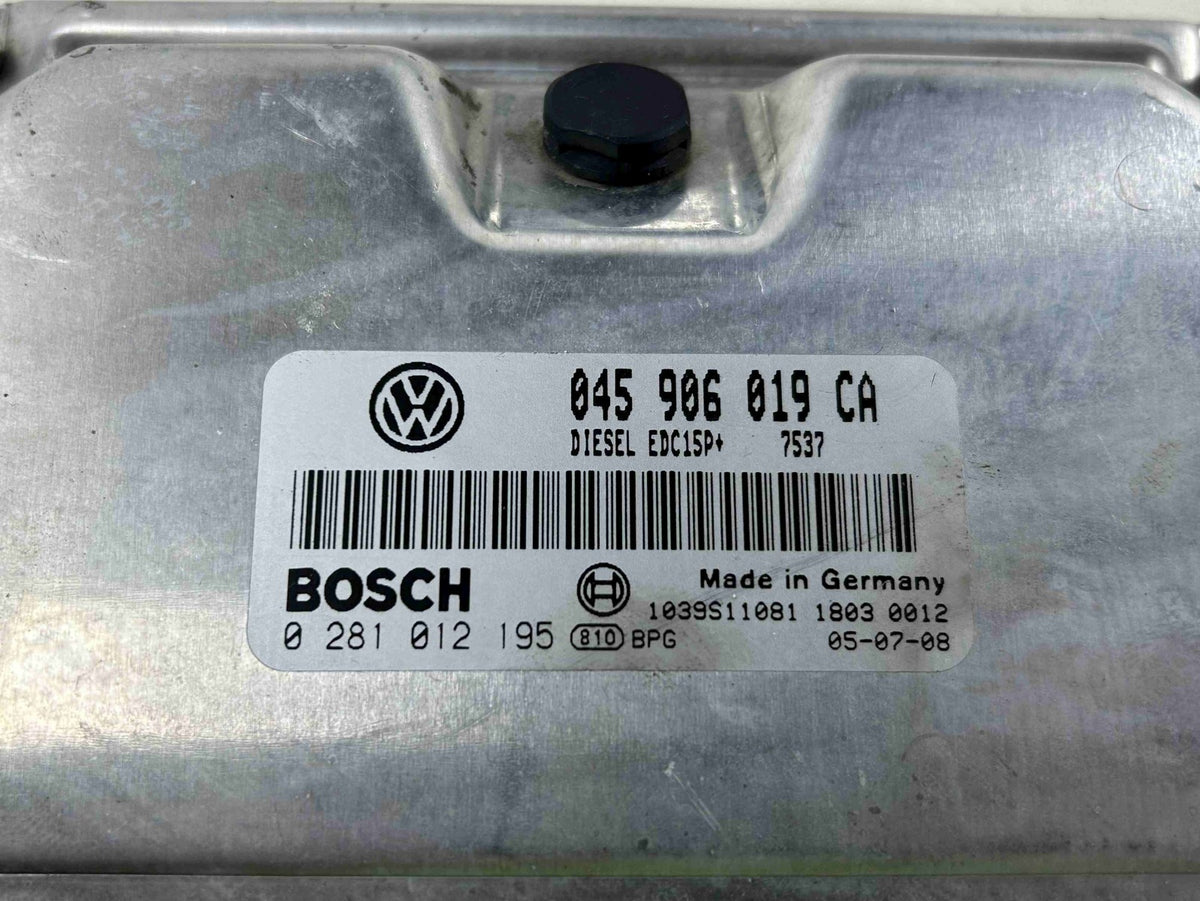 045 906 019 CA
DIESEL EDC15P+ 7537
BOSCH
Made in Germany
1039S11081 1803 0012
0 281 012 195 810 BPG 05-07-08